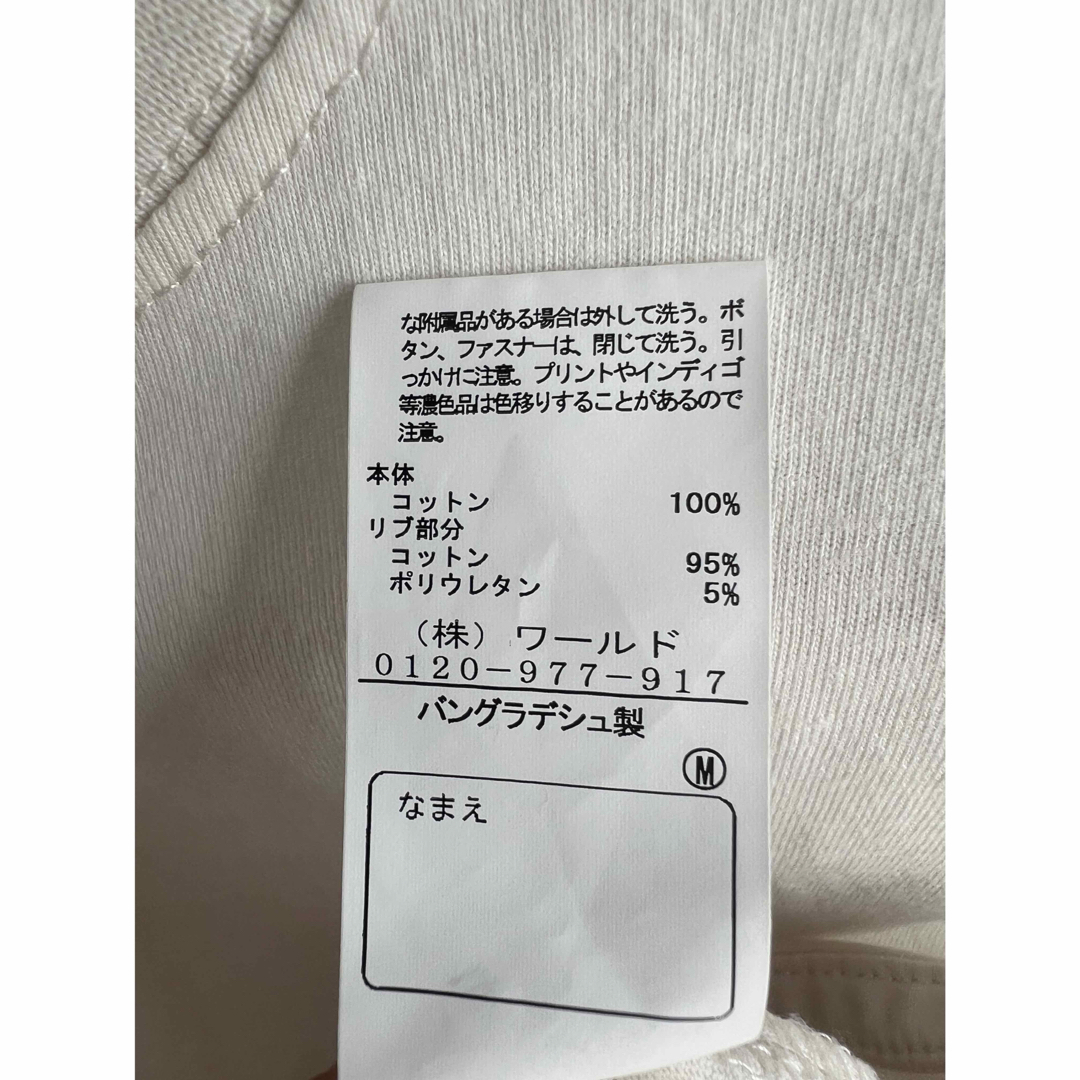 な附属品がある場合は外して洗う。ボ
タン、ファスナーは、閉じて洗う。引
っかけに注意。プリントやインディゴ
等濃色品は色移りすることがあるので
注意。
本体
コットン 100%
リブ部分
コットン 95%
ポリウレタン 5%
（株）ワールド
0120-977-917
バングラデシュ製
Ⓜ
なまえ